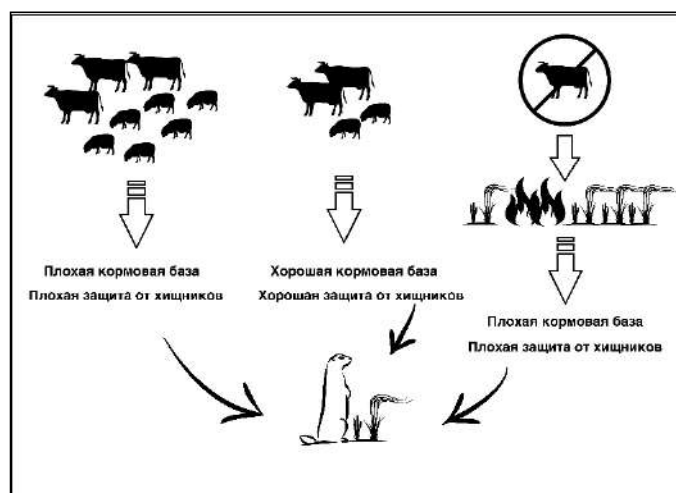 Плохая кормовая база
Плохая защита от хищников
Хорошая кормовая база
Хорошая защита от хищников
Плохая кормовая база
Плохая защита от хищников